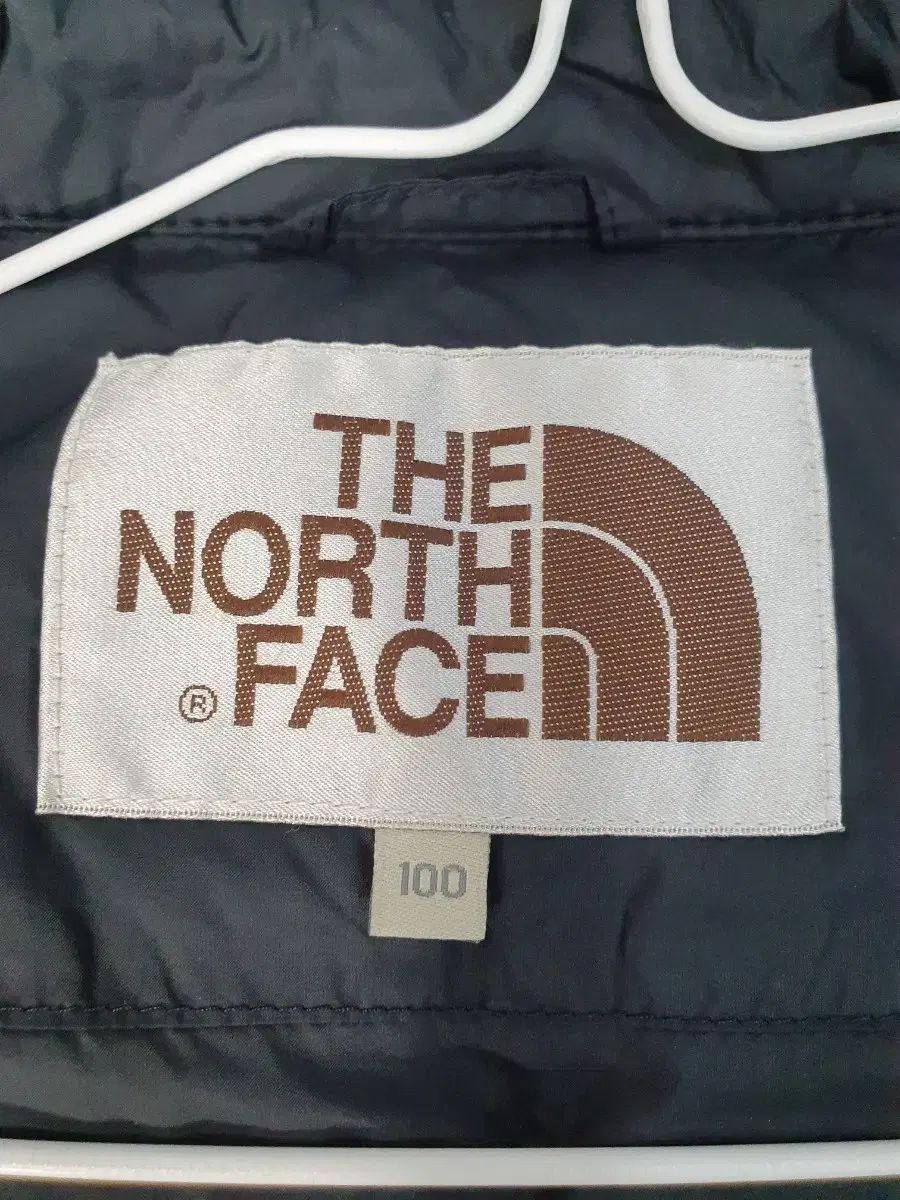 THE
NORTH
® FACE
100